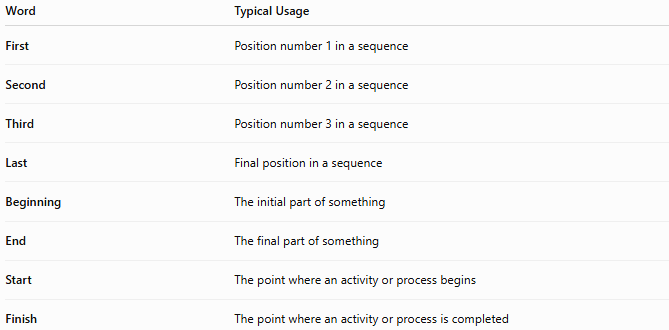 Word Typical Usage
First Position number 1 in a sequence
Second Position number 2 in a sequence
Third Position number 3 in a sequence
Last Final position in a sequence
Beginning The initial part of something
End The final part of something
Start The point where an activity or process begins
Finish The point where an activity or process is completed